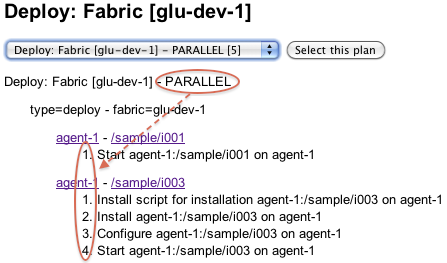 Deploy: Fabric [glu-dev-1]
Deploy: Fabric [glu-dev-1] – PARALLEL [5] Select this plan
Deploy: Fabric [glu-dev-1] - PARALLEL
type=deploy - fabric=glu-dev-1
agent-1 - /sample/i001
1. Start agent-1:/sample/i001 on agent-1
agent-1 - /sample/i003
1. Install script for installation agent-1:/sample/i003 on agent-1
2. Install agent-1:/sample/i003 on agent-1
3. Configure agent-1:/sample/i003 on agent-1
4. Start agent-1:/sample/i003 on agent-1